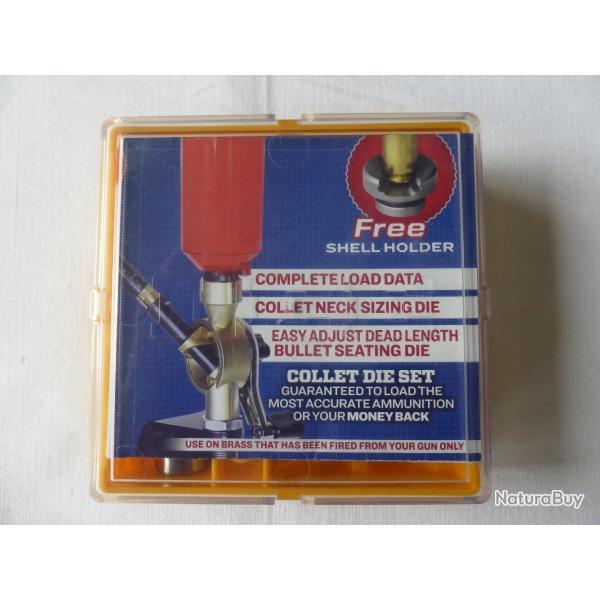 Free
SHELL HOLDER
COMPLETE LOAD DATA
COLLET NECK SIZING DIE
EASY ADJUST DEAD LENGTH
BULLET SEATING DIE
COLLET DIE SET
GUARANTEED TO LOAD THE
MOST ACCURATE AMMUNITION
OR YOUR MONEY BACK
USE ON BRASS THAT HAS BEEN FIRED FROM YOUR GUN ONLY
NaturaBuy